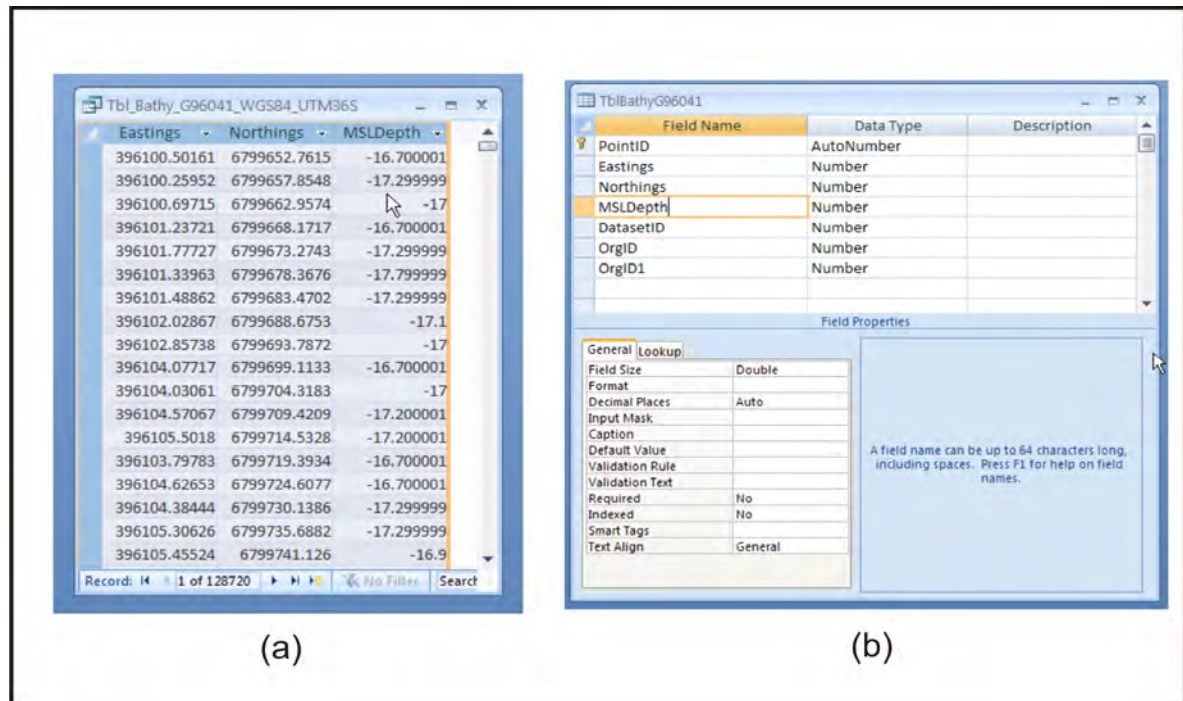 Tbl_Bathy_G96041_WGS84_UTM36S
Eastings Northings MSLDepth
396100.50161 6799652.7615 -16.700001
396100.25952 6799657.8548 -17.299999
396100.69715 6799662.9574 -17
396101.23721 6799668.1717 -16.700001
396101.77727 6799673.2743 -17.299999
396101.33963 6799678.3676 -17.799999
396101.48862 6799683.4702 -17.299999
396102.02867 6799688.6753 -17.1
396102.85738 6799693.7872 -17
396104.07717 6799699.1133 -16.700001
396104.03061 6799704.3183 -17
396104.57067 6799709.4209 -17.200001
396105.5018 6799714.5328 -17.200001
396103.79783 6799719.3934 -16.700001
396104.62653 6799724.6077 -16.700001
396104.38444 6799730.1386 -17.299999
396105.30626 6799735.6882 -17.299999
396105.45524 6799741.126 -16.9
Record: 1 of 128720 No Filter Search
(a)
TblBathyG96041
Field Name Data Type Description
PointID AutoNumber
Eastings Number
Northings Number
MSLDepth Number
DatasetID Number
OrgID Number
OrgID1 Number
Field Properties
General Lookup
Field Size Double
Format
Decimal Places Auto
Input Mask
Caption
Default Value
Validation Rule
Validation Text
Required No
Indexed No
Smart Tags
Text Align General
A field name can be up to 64 characters long,
including spaces. Press F1 for help on field
names.
(b)